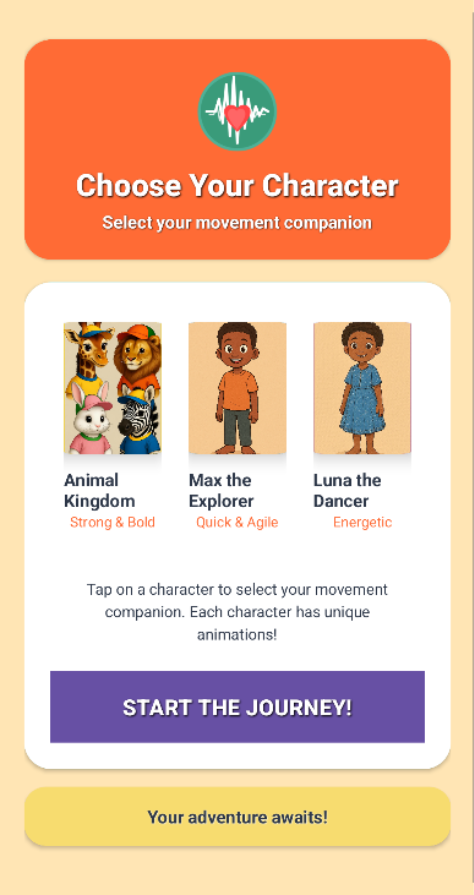 Choose Your Character
Select your movement companion
Animal
Kingdom
Strong & Bold
Max the
Explorer
Quick & Agile
Luna the
Dancer
Energetic
Tap on a character to select your movement
companion. Each character has unique
animations!
START THE JOURNEY!
Your adventure awaits!